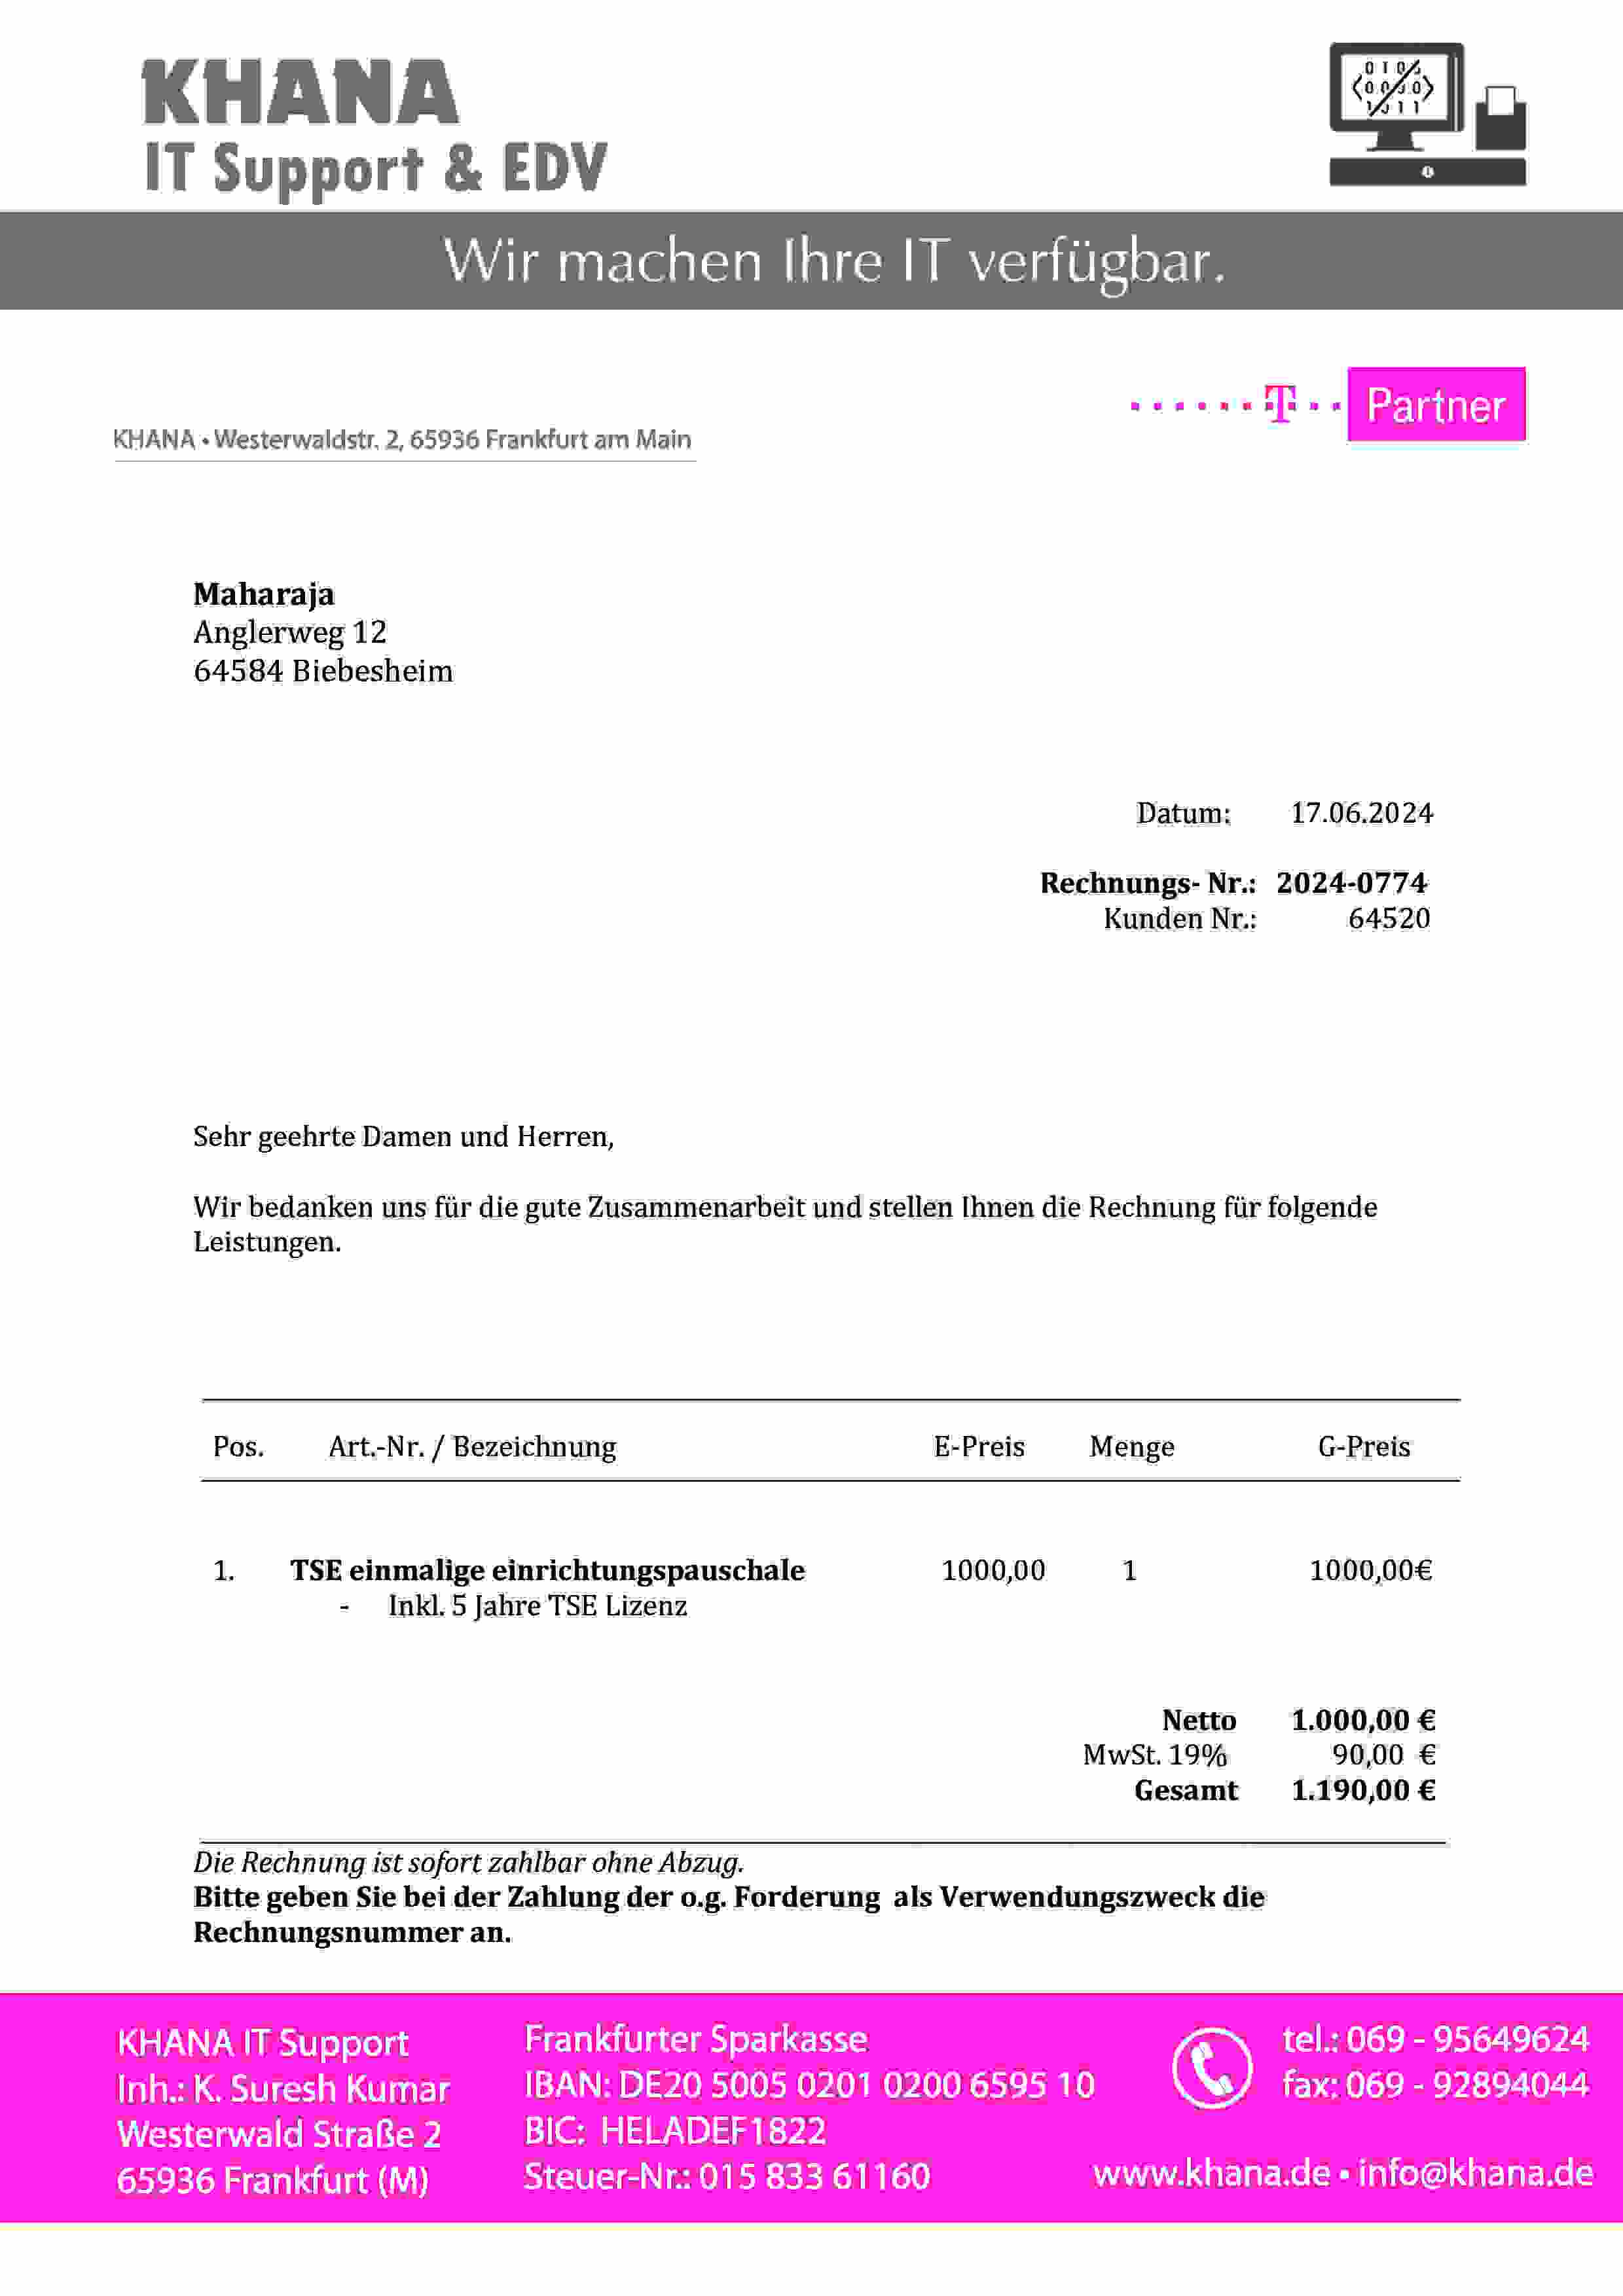 KHANA
IT Support & EDV
Wir machen Ihre IT verfügbar.
T Partner
KHANA • Westerwaldstr. 2, 65936 Frankfurt am Main
Maharaja
Anglerweg 12
64584 Biebesheim
Datum: 17.06.2024
Rechnungs- Nr.: 2024-0774
Kunden Nr.: 64520
Sehr geehrte Damen und Herren,
Wir bedanken uns für die gute Zusammenarbeit und stellen Ihnen die Rechnung für folgende
Leistungen.
Pos. Art.-Nr. / Bezeichnung E-Preis Menge G-Preis
1. TSE einmalige einrichtungspauschale 1000,00 1 1000,00€
- Inkl. 5 Jahre TSE Lizenz
Netto 1.000,00 €
MwSt. 19% 90,00 €
Gesamt 1.190,00 €
Die Rechnung ist sofort zahlbar ohne Abzug.
Bitte geben Sie bei der Zahlung der o.g. Forderung als Verwendungszweck die
Rechnungsnummer an.
KHANA IT Support
Inh.: K. Suresh Kumar
Westerwald Straße 2
65936 Frankfurt (M)
Frankfurter Sparkasse
IBAN: DE20 5005 0201 0200 6595 10
BIC: HELADEF1822
Steuer-Nr.: 015 833 61160
tel.: 069 - 95649624
fax: 069 - 92894044
www.khana.de • info@khana.de